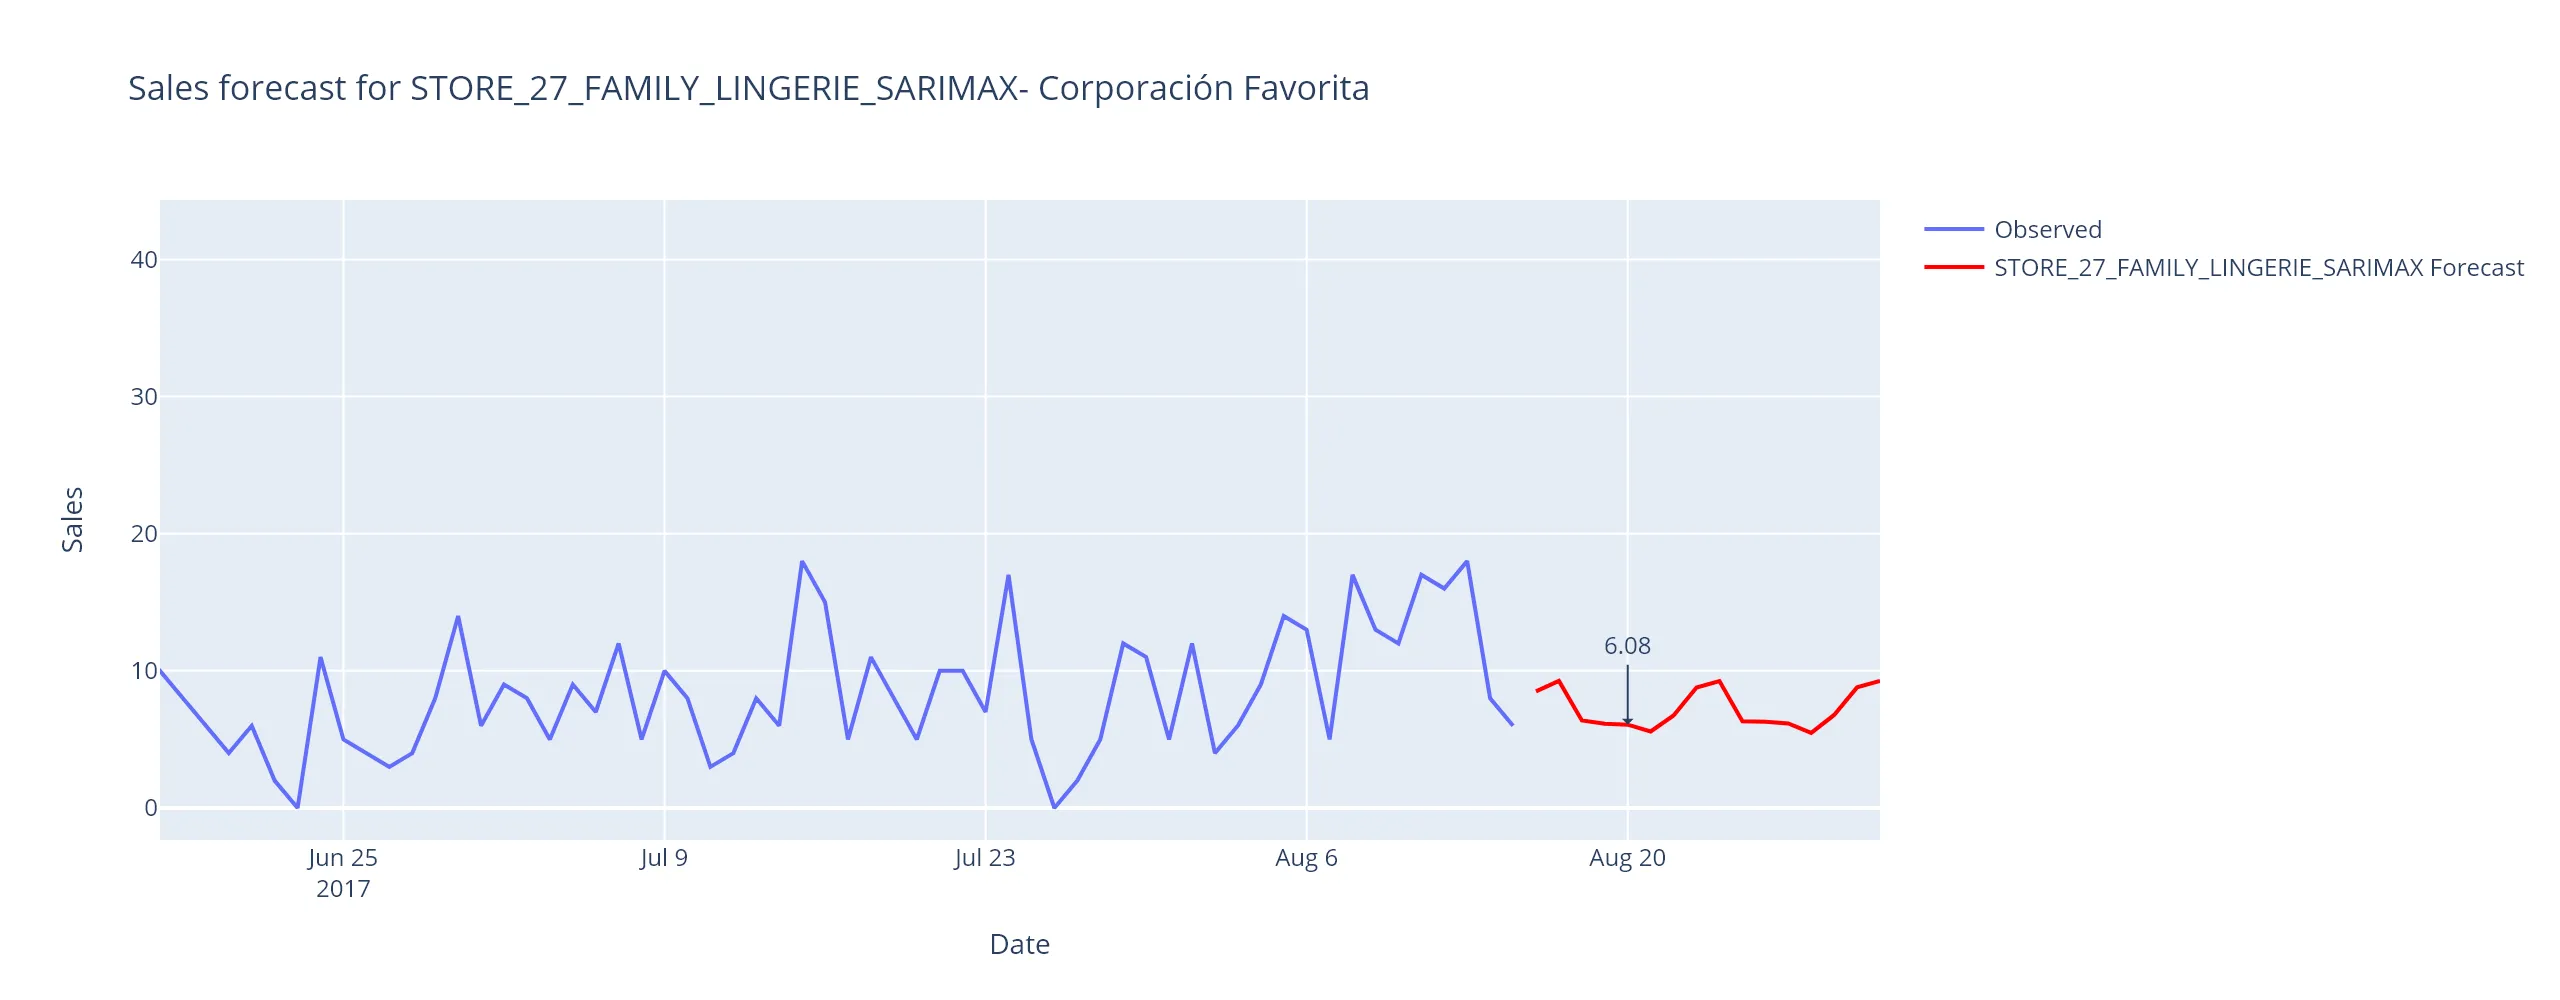 Sales forecast for STORE_27_FAMILY_LINGERIE_SARIMAX- Corporación Favorita
Observed
STORE_27_FAMILY_LINGERIE_SARIMAX Forecast
40
30
20
10
0
Sales
6.08
Jun 25
2017
Jul 9
Jul 23
Aug 6
Aug 20
Date